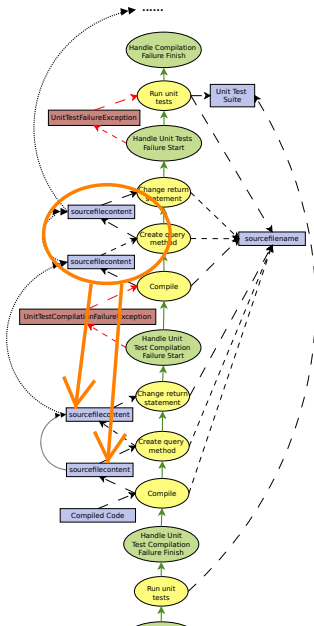 ......
Handle Compilation
Failure Finish
Run unit
tests
Unit Test
Suite
UnitTestFailureException
Handle Unit Tests
Failure Start
Change return
statement
sourcefilecontent
Create query
method
sourcefilename
sourcefilecontent
Compile
UnitTestCompilationFailureException
Handle Unit
Test Compilation
Failure Start
Change return
statement
sourcefilecontent
Create query
method
sourcefilecontent
Compile
Compiled Code
Handle Unit
Test Compilation
Failure Finish
Run unit
tests